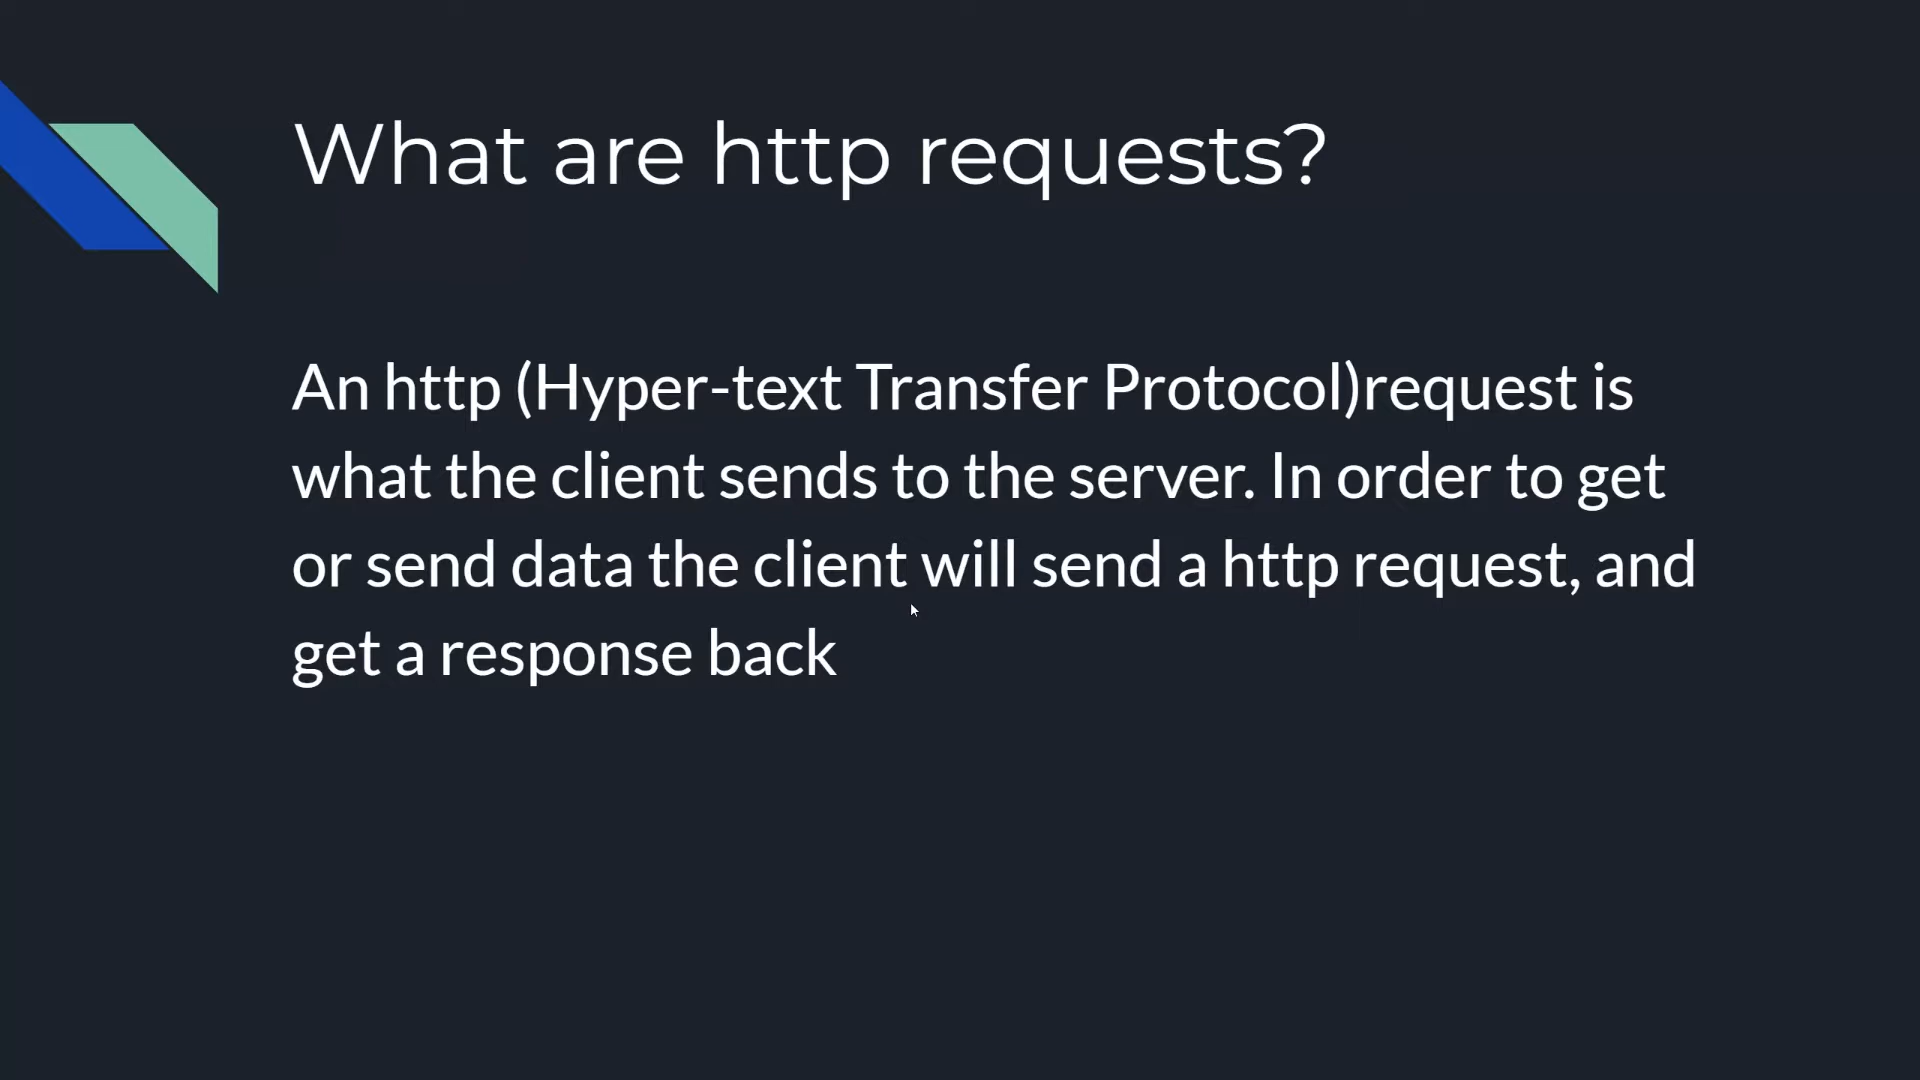 What are http requests?
An http (Hyper-text Transfer Protocol)request is
what the client sends to the server. In order to get
or send data the client will send a http request, and
get a response back